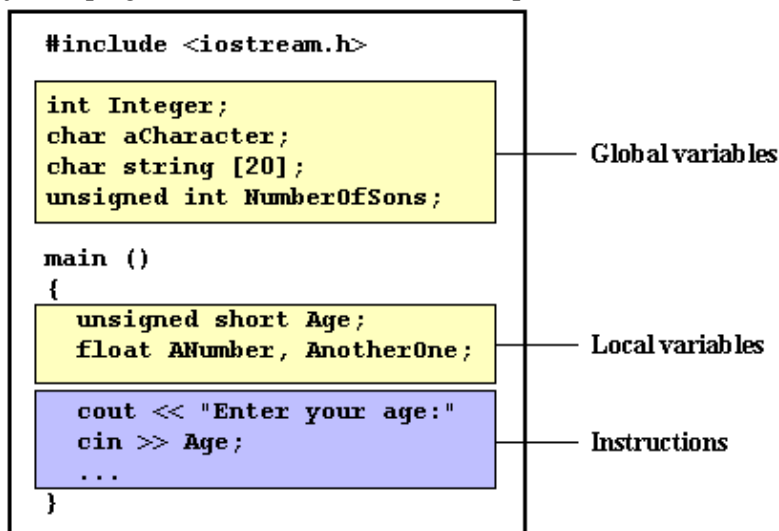 #include <iostream.h>
int Integer;
char aCharacter;
char string [20];
unsigned int NumberOfSons;
Global variables
main ()
{
unsigned short Age;
float ANumber, AnotherOne;
Local variables
cout << "Enter your age:"
cin >> Age;
...
Instructions
}